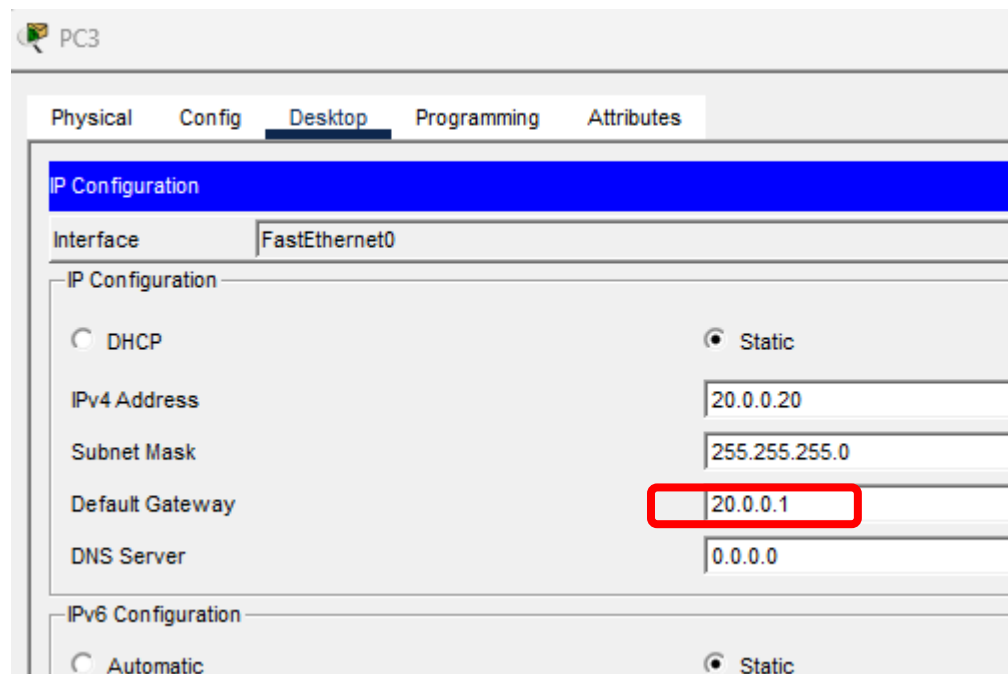 PC3
Physical Config Desktop Programming Attributes
IP Configuration
Interface FastEthernet0
IP Configuration
DHCP Static
IPv4 Address 20.0.0.20
Subnet Mask 255.255.255.0
Default Gateway 20.0.0.1
DNS Server 0.0.0.0
IPv6 Configuration
Automatic Static